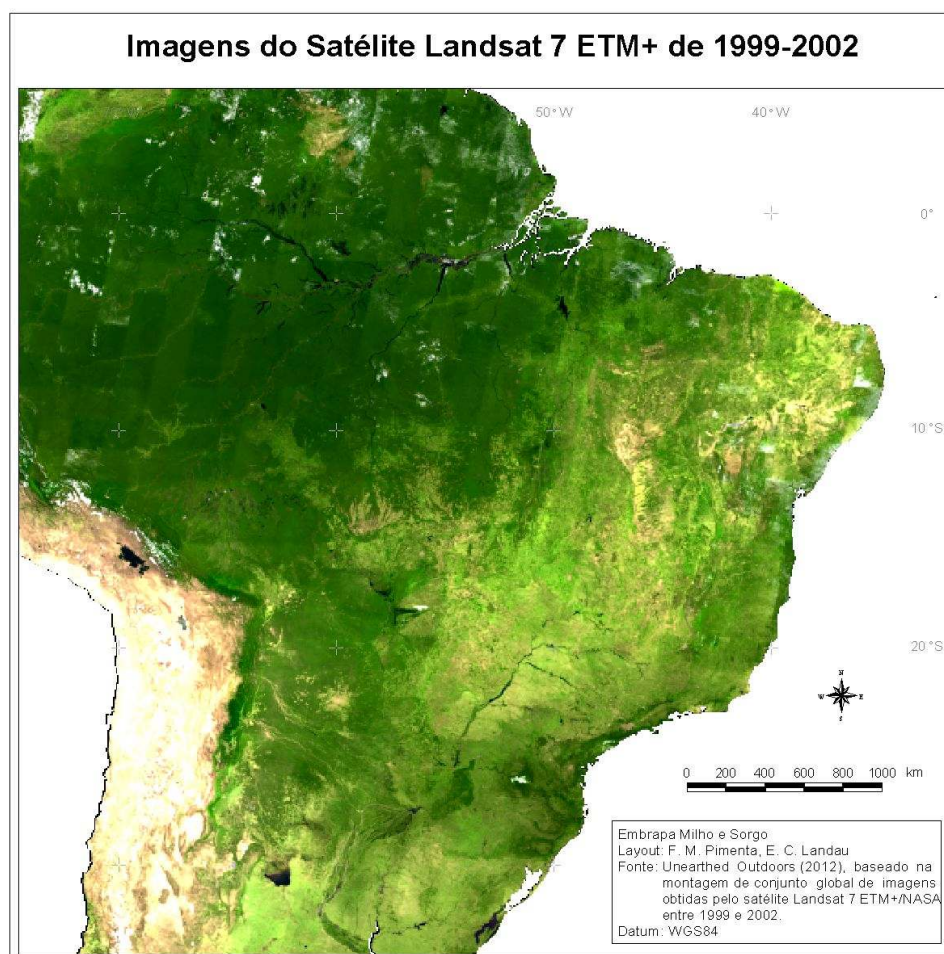 Imagens do Satélite Landsat 7 ETM+ de 1999-2002
50°W 40°W
0°
10°S
20°S
N
W E
S
0 200 400 600 800 1000 km
Embrapa Milho e Sorgo
Layout: F. M. Pimenta, E. C. Landau
Fonte: Unearthed Outdoors (2012), baseado na
montagem de conjunto global de imagens
obtidas pelo satélite Landsat 7 ETM+/NASA
entre 1999 e 2002.
Datum: WGS84